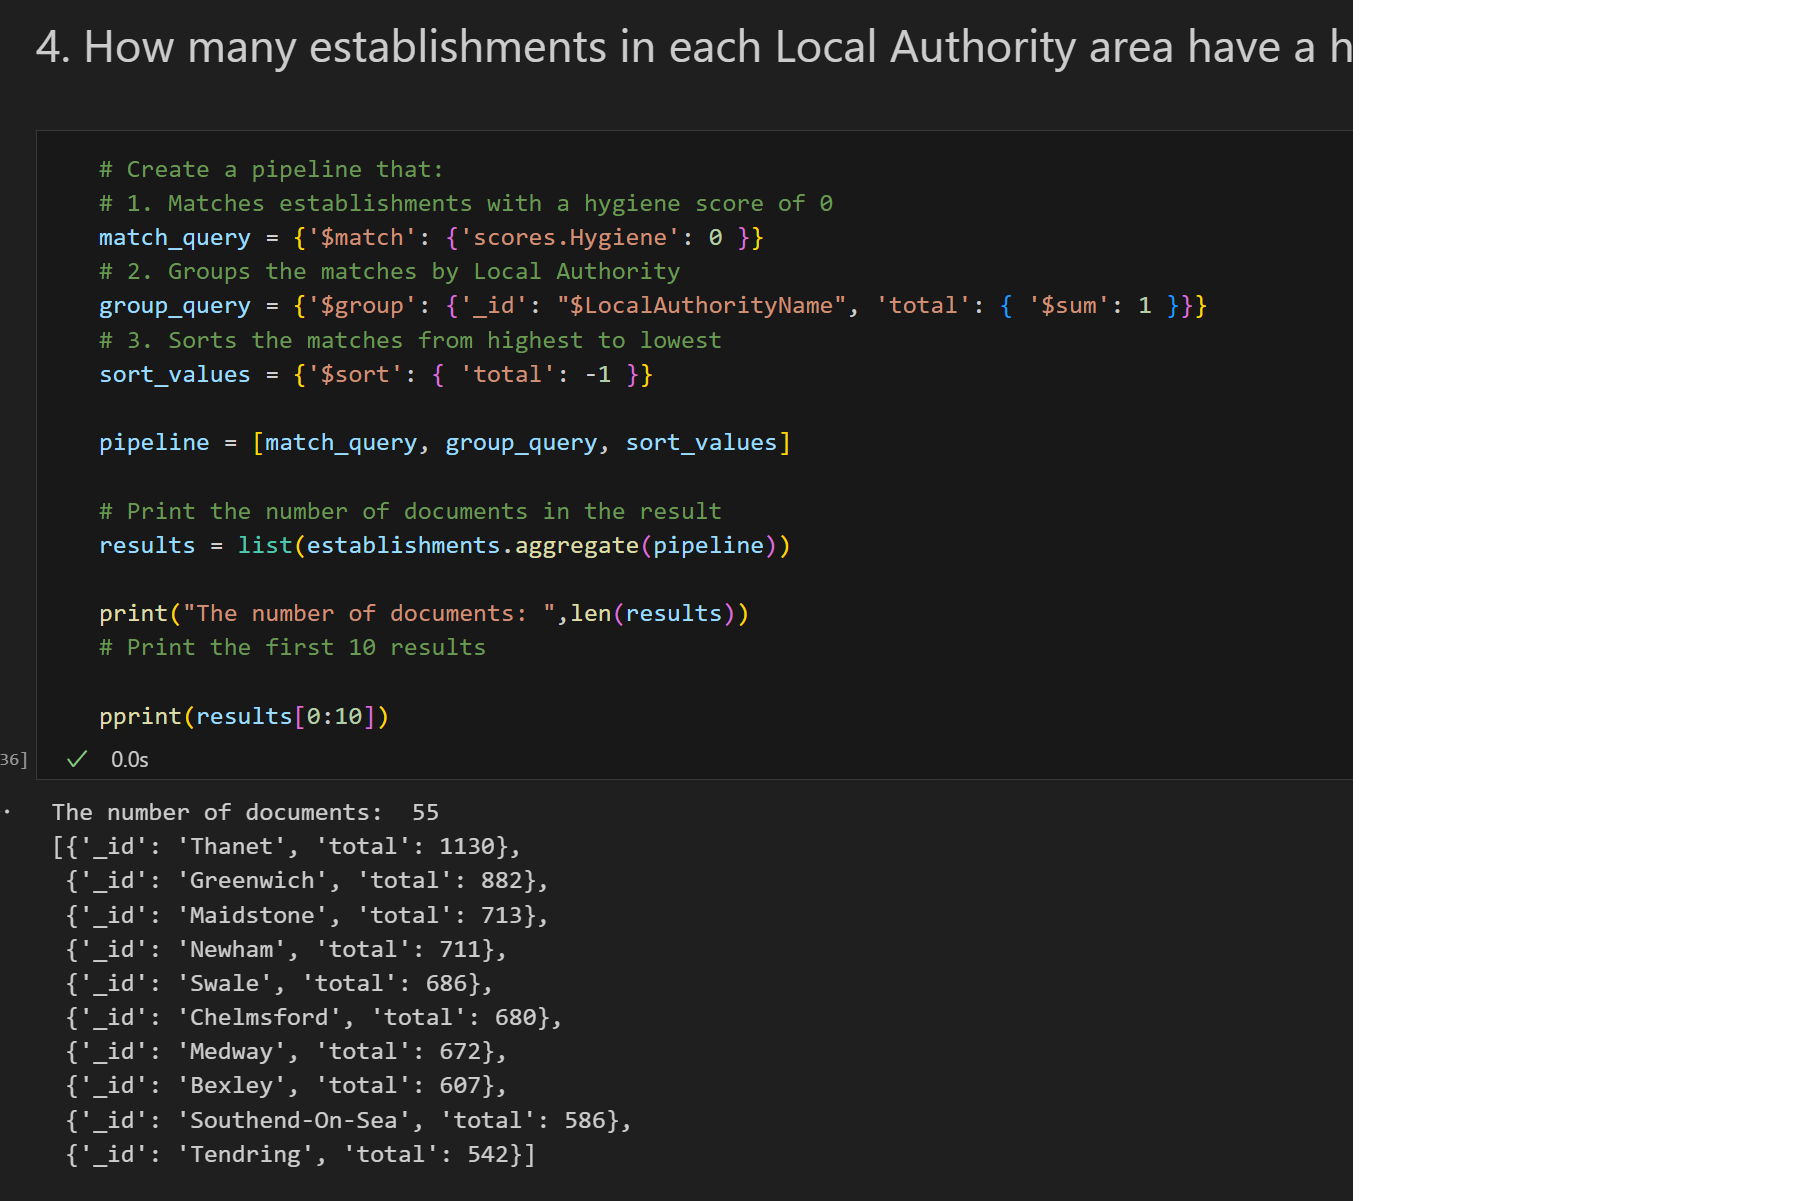 4. How many establishments in each Local Authority area have a h
# Create a pipeline that:
# 1. Matches establishments with a hygiene score of 0
match_query = {'$match': {'scores.Hygiene': 0 }}
# 2. Groups the matches by Local Authority
group_query = {'$group': {'_id': "$LocalAuthorityName", 'total': { '$sum': 1 }}}
# 3. Sorts the matches from highest to lowest
sort_values = {'$sort': { 'total': -1 }}
pipeline = [match_query, group_query, sort_values]
# Print the number of documents in the result
results = list(establishments.aggregate(pipeline))
print("The number of documents: ",len(results))
# Print the first 10 results
pprint(results[0:10])
36] ✓ 0.0s
The number of documents:  55
[{'_id': 'Thanet', 'total': 1130},
 {'_id': 'Greenwich', 'total': 882},
 {'_id': 'Maidstone', 'total': 713},
 {'_id': 'Newham', 'total': 711},
 {'_id': 'Swale', 'total': 686},
 {'_id': 'Chelmsford', 'total': 680},
 {'_id': 'Medway', 'total': 672},
 {'_id': 'Bexley', 'total': 607},
 {'_id': 'Southend-On-Sea', 'total': 586},
 {'_id': 'Tendring', 'total': 542}]